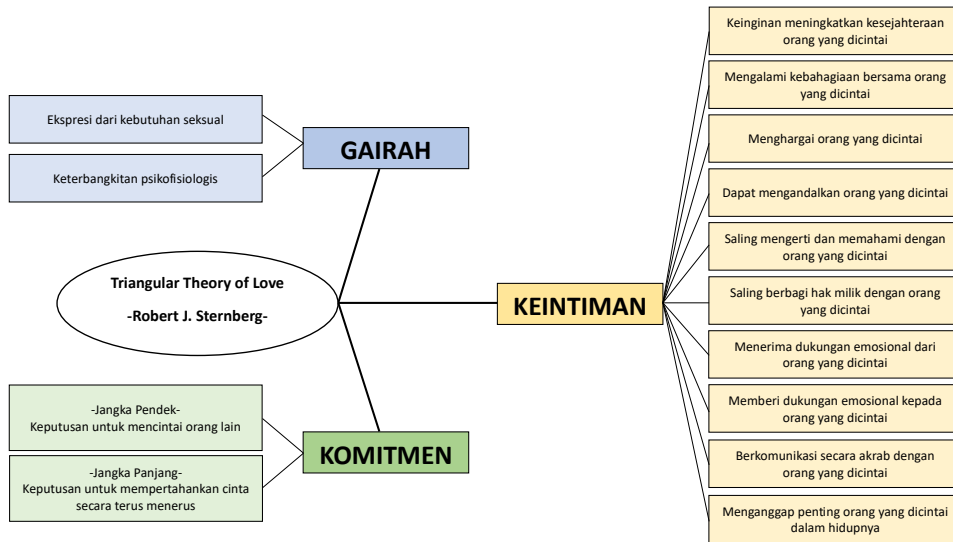 Ekspresi dari kebutuhan seksual
Keterbangkitan psikofisiologis
GAIRAH
Triangular Theory of Love
-Robert J. Sternberg-
-Jangka Pendek-
Keputusan untuk mencintai orang lain
-Jangka Panjang-
Keputusan untuk mempertahankan cinta
secara terus menerus
KOMITMEN
KEINTIMAN
Keinginan meningkatkan kesejahteraan
orang yang dicintai
Mengalami kebahagiaan bersama orang
yang dicintai
Menghargai orang yang dicintai
Dapat mengandalkan orang yang dicintai
Saling mengerti dan memahami dengan
orang yang dicintai
Saling berbagi hak milik dengan orang
yang dicintai
Menerima dukungan emosional dari
orang yang dicintai
Memberi dukungan emosional kepada
orang yang dicintai
Berkomunikasi secara akrab dengan
orang yang dicintai
Menganggap penting orang yang dicintai
dalam hidupnya